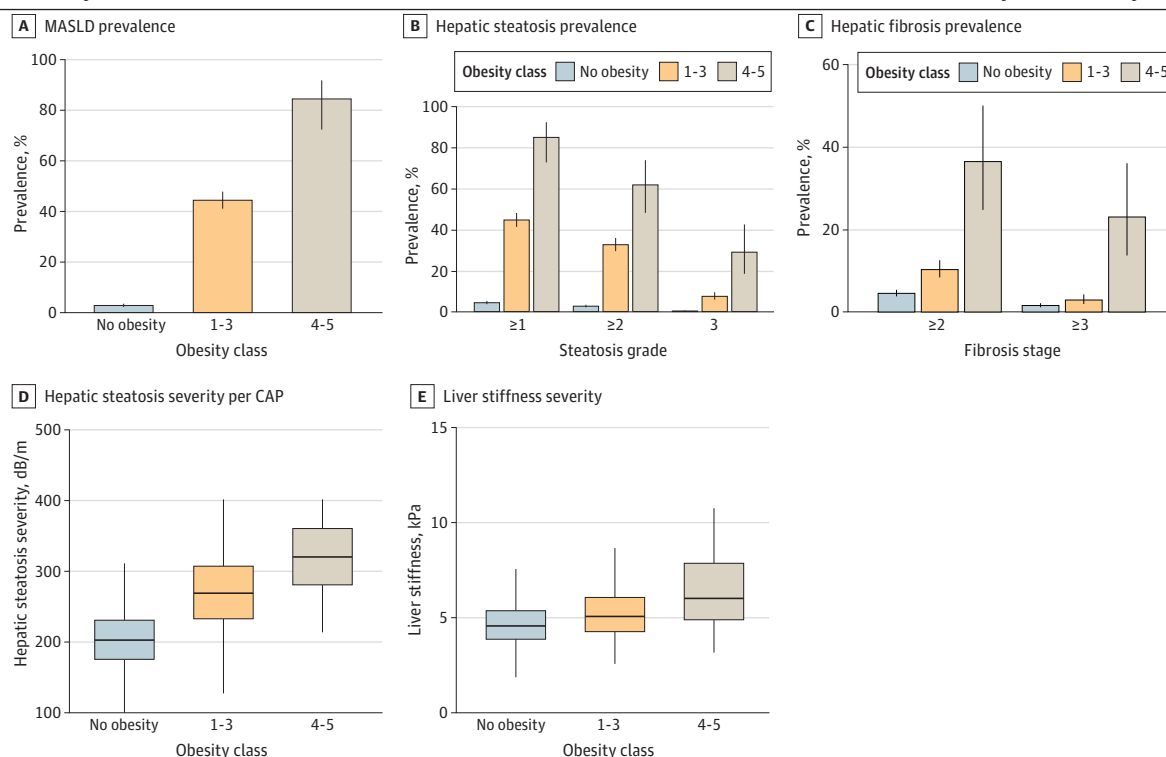 A MASLD prevalence
100
80
60
40
20
0
Prevalence, %
No obesity 1-3 4-5
Obesity class
B Hepatic steatosis prevalence
Obesity class No obesity 1-3 4-5
100
80
60
40
20
0
Prevalence, %
≥1 ≥2 3
Steatosis grade
C Hepatic fibrosis prevalence
Obesity class No obesity 1-3 4-5
60
40
20
0
Prevalence, %
≥2 ≥3
Fibrosis stage
D Hepatic steatosis severity per CAP
500
400
300
200
100
Hepatic steatosis severity, dB/m
No obesity 1-3 4-5
Obesity class
E Liver stiffness severity
15
10
5
0
Liver stiffness, kPa
No obesity 1-3 4-5
Obesity class